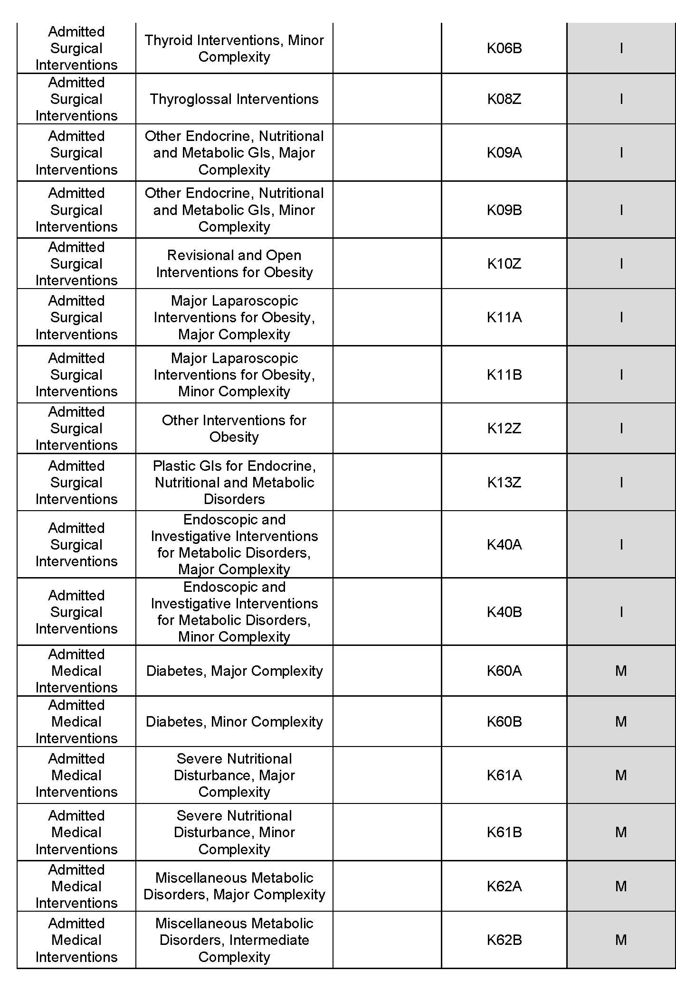 Admitted
Surgical
Interventions
Thyroid Interventions, Minor
Complexity
K06B
I
Admitted
Surgical
Interventions
Thyroglossal Interventions
K08Z
I
Admitted
Surgical
Interventions
Other Endocrine, Nutritional
and Metabolic GIs, Major
Complexity
K09A
I
Admitted
Surgical
Interventions
Other Endocrine, Nutritional
and Metabolic GIs, Minor
Complexity
K09B
I
Admitted
Surgical
Interventions
Revisional and Open
Interventions for Obesity
K10Z
I
Admitted
Surgical
Interventions
Major Laparoscopic
Interventions for Obesity,
Major Complexity
K11A
I
Admitted
Surgical
Interventions
Major Laparoscopic
Interventions for Obesity,
Minor Complexity
K11B
I
Admitted
Surgical
Interventions
Other Interventions for
Obesity
K12Z
I
Admitted
Surgical
Interventions
Plastic GIs for Endocrine,
Nutritional and Metabolic
Disorders
K13Z
I
Admitted
Surgical
Interventions
Endoscopic and
Investigative Interventions
for Metabolic Disorders,
Major Complexity
K40A
I
Admitted
Surgical
Interventions
Endoscopic and
Investigative Interventions
for Metabolic Disorders,
Minor Complexity
K40B
I
Admitted
Medical
Interventions
Diabetes, Major Complexity
K60A
M
Admitted
Medical
Interventions
Diabetes, Minor Complexity
K60B
M
Admitted
Medical
Interventions
Severe Nutritional
Disturbance, Major
Complexity
K61A
M
Admitted
Medical
Interventions
Severe Nutritional
Disturbance, Minor
Complexity
K61B
M
Admitted
Medical
Interventions
Miscellaneous Metabolic
Disorders, Major Complexity
K62A
M
Admitted
Medical
Interventions
Miscellaneous Metabolic
Disorders, Intermediate
Complexity
K62B
M